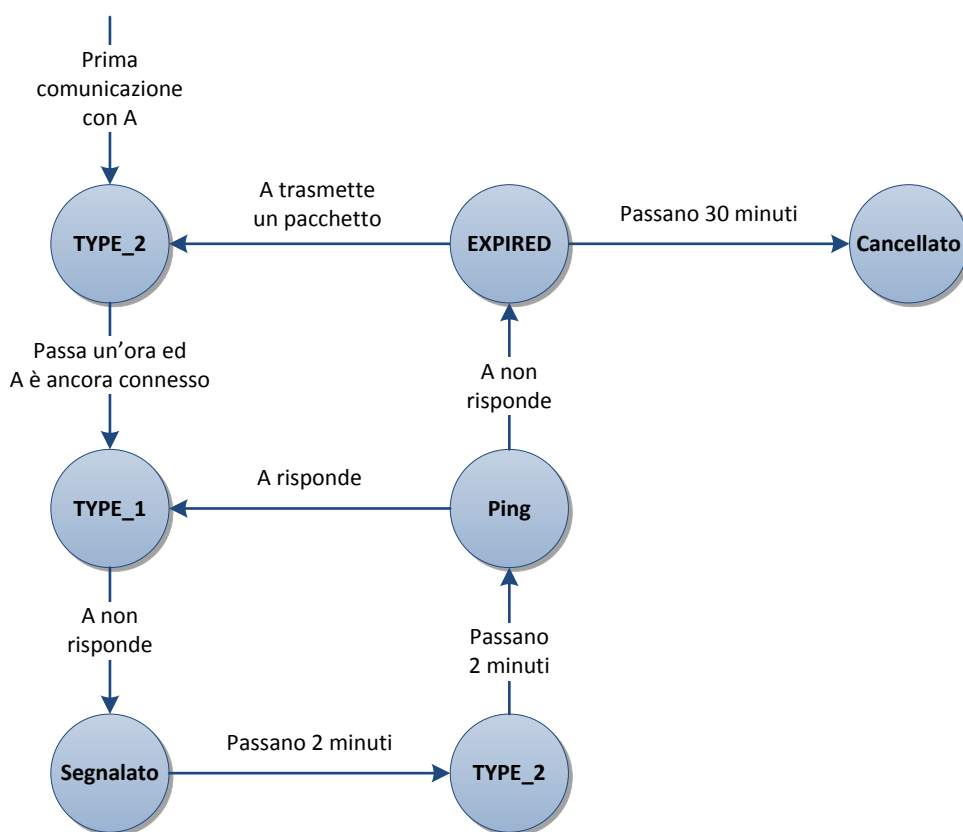 Prima
comunicazione
con A
A trasmette
un pacchetto
Passano 30 minuti
TYPE_2
EXPIRED
Cancellato
Passa un’ora ed
A è ancora connesso
A non
risponde
A risponde
TYPE_1
Ping
A non
risponde
Passano
2 minuti
Passano 2 minuti
Segnalato
TYPE_2